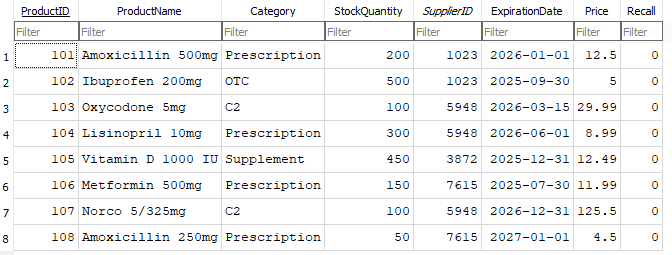 ProductID ProductName Category StockQuantity SupplierID ExpirationDate Price Recall
Filter Filter Filter Filter Filter Filter Filter Filter
1 101 Amoxicillin 500mg Prescription 200 1023 2026-01-01 12.5 0
2 102 Ibuprofen 200mg OTC 500 1023 2025-09-30 5 0
3 103 Oxycodone 5mg C2 100 5948 2026-03-15 29.99 0
4 104 Lisinopril 10mg Prescription 300 5948 2026-06-01 8.99 0
5 105 Vitamin D 1000 IU Supplement 450 3872 2025-12-31 12.49 0
6 106 Metformin 500mg Prescription 150 7615 2025-07-30 11.99 0
7 107 Norco 5/325mg C2 100 5948 2026-12-31 125.5 0
8 108 Amoxicillin 250mg Prescription 50 7615 2027-01-01 4.5 0